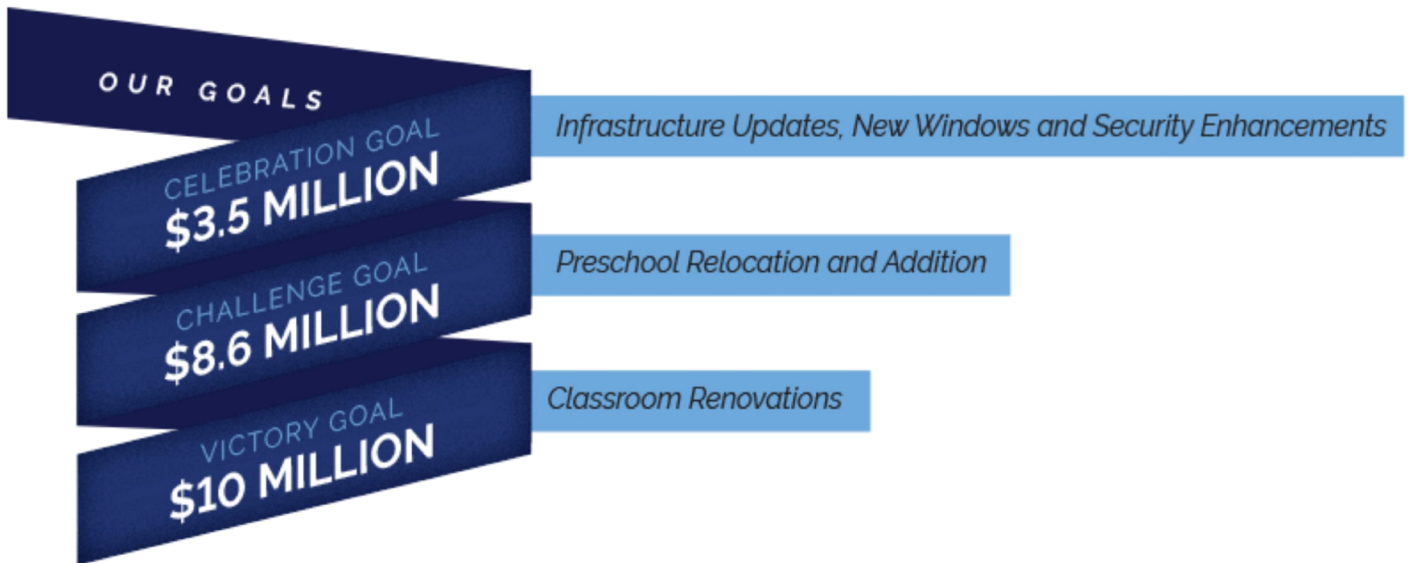 OUR GOALS
CELEBRATION GOAL
$3.5 MILLION
Infrastructure Updates, New Windows and Security Enhancements
CHALLENGE GOAL
$8.6 MILLION
Preschool Relocation and Addition
VICTORY GOAL
$10 MILLION
Classroom Renovations